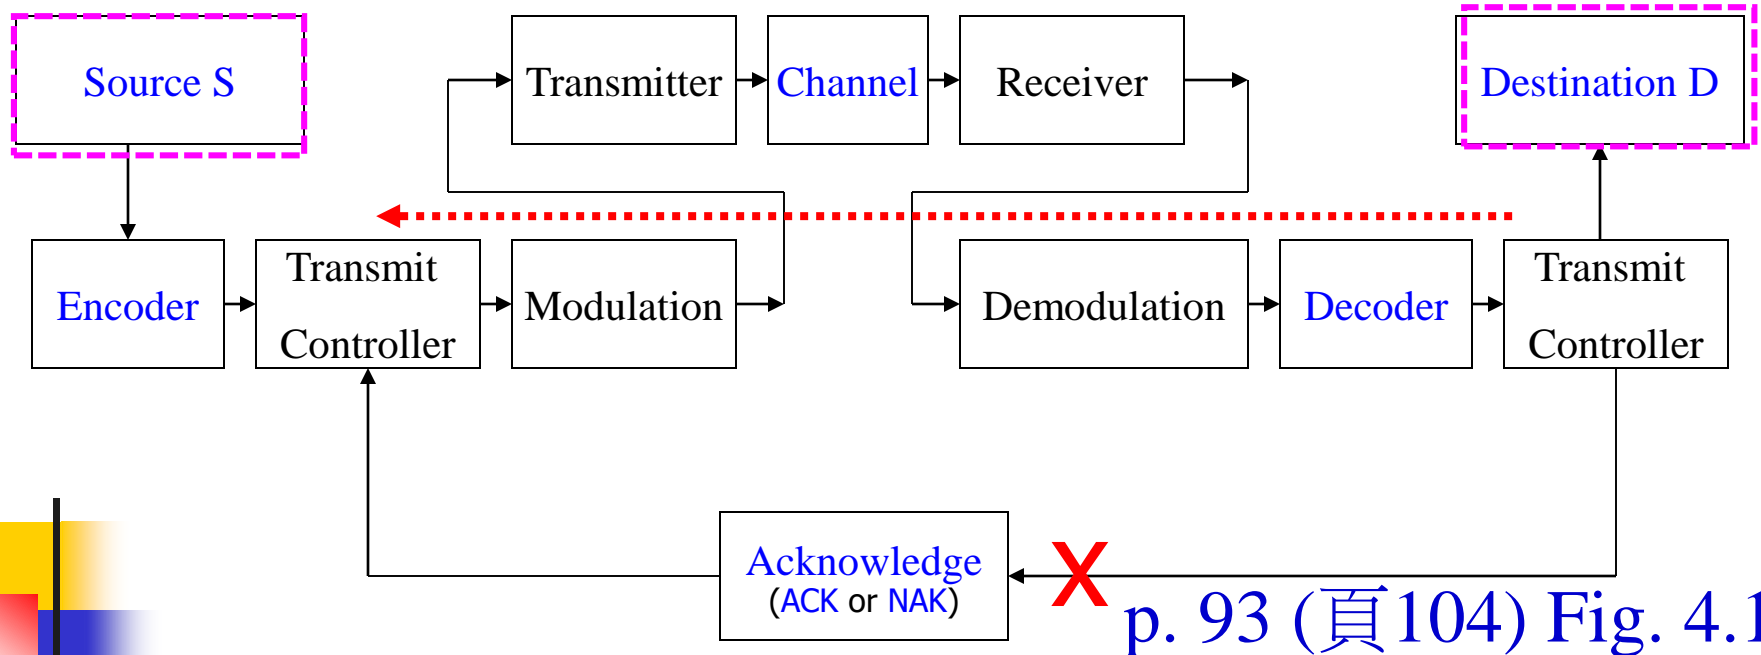 Source S
Transmitter
Channel
Receiver
Destination D
Encoder
Transmit
Controller
Modulation
Demodulation
Decoder
Transmit
Controller
Acknowledge
(ACK or NAK)
X
p. 93 (頁104) Fig. 4.1